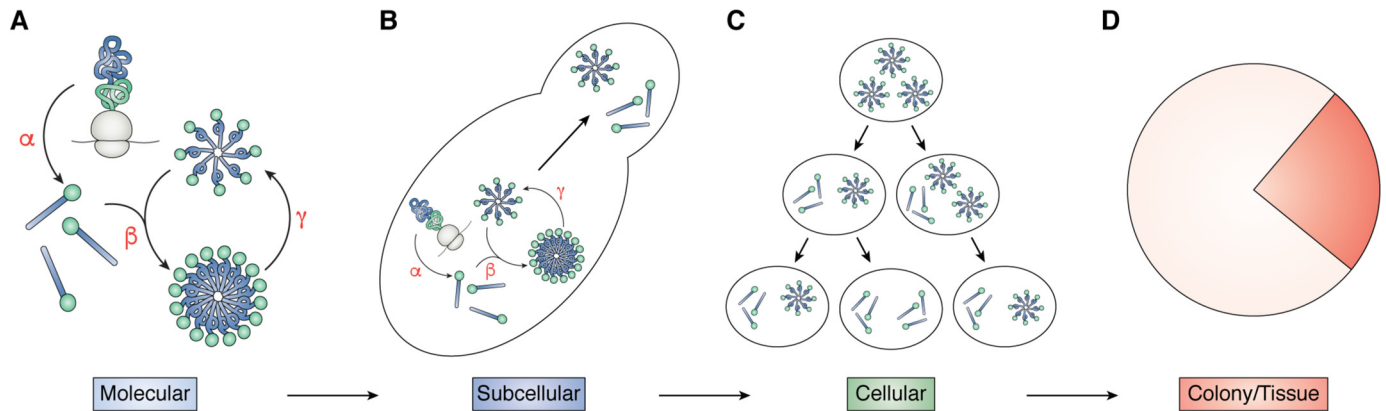 A
B
C
D
α
β
γ
α
β
γ
Molecular
Subcellular
Cellular
Colony/Tissue